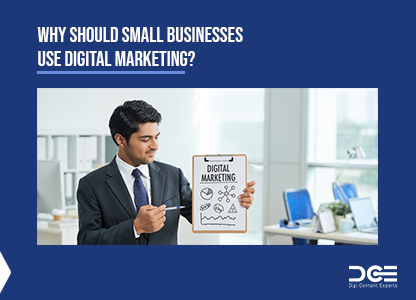 WHY SHOULD SMALL BUSINESSES
USE DIGITAL MARKETING?
DIGITAL
MARKETING
DCE
Digi Content Experts